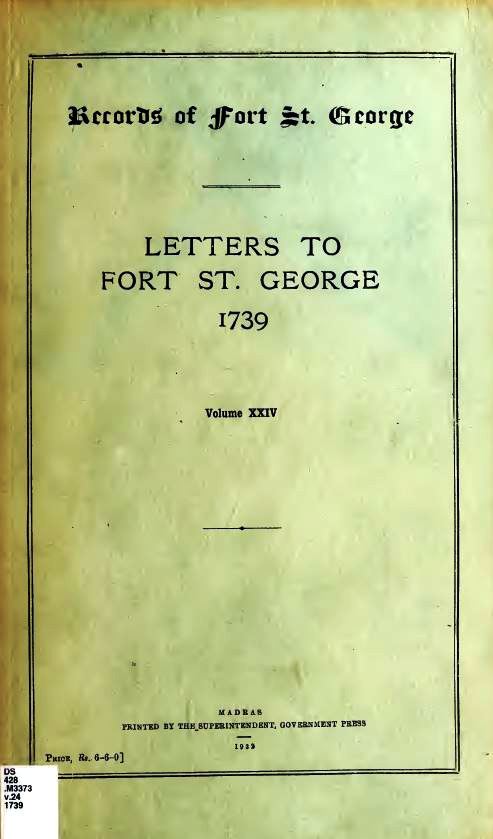 Records of Fort St. George
LETTERS TO
FORT ST. GEORGE
1739
Volume XXIV
MADRAS
PRINTED BY THE SUPERINTENDENT, GOVERNMENT PRESS
PRICE, Rs. 6-6-0]
DS
428
.M3373
v.24
1739